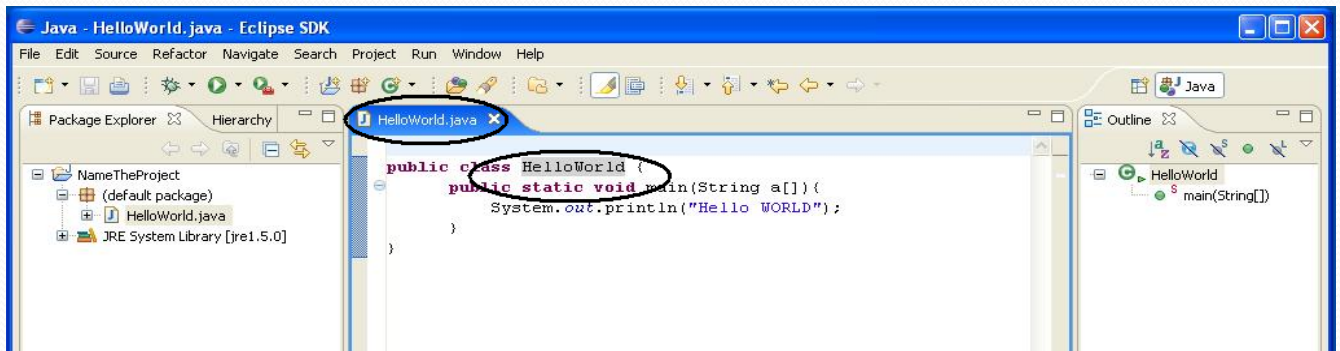 Java - HelloWorld.java - Eclipse SDK
File Edit Source Refactor Navigate Search Project Run Window Help
Java
Package Explorer Hierarchy
NameTheProject
(default package)
HelloWorld.java
JRE System Library [jre1.5.0]
HelloWorld.java
public class HelloWorld {
public static void main(String a[]){
System.out.println("Hello WORLD");
}
}
Outline
HelloWorld
main(String[])